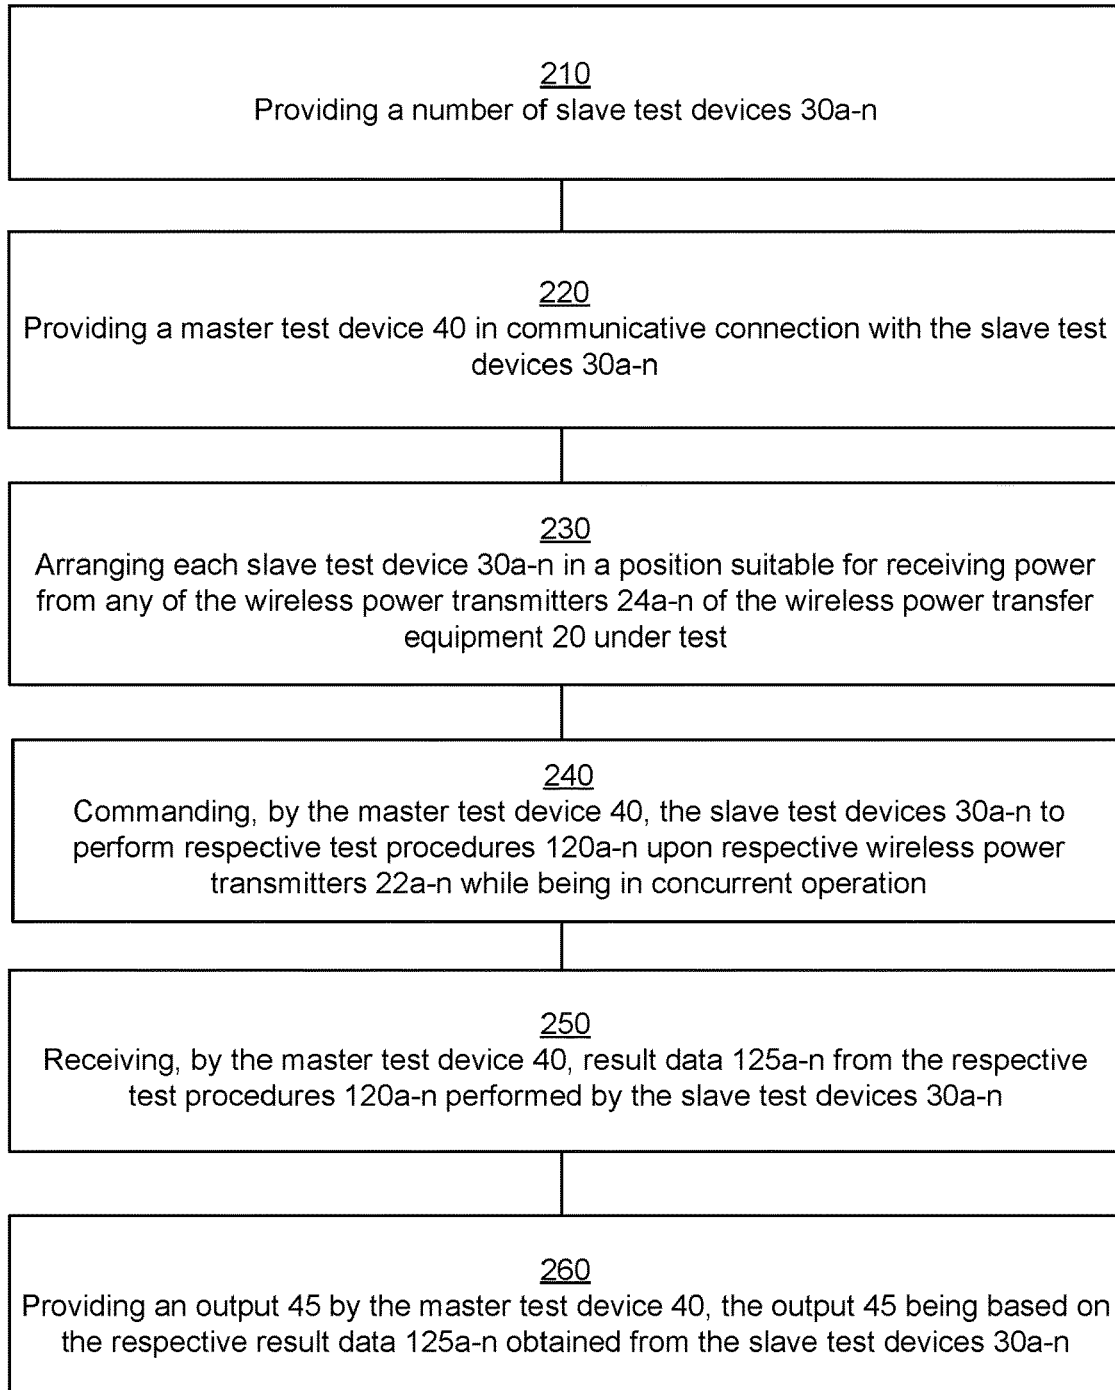 210
Providing a number of slave test devices 30a-n
220
Providing a master test device 40 in communicative connection with the slave test
devices 30a-n
230
Arranging each slave test device 30a-n in a position suitable for receiving power
from any of the wireless power transmitters 24a-n of the wireless power transfer
equipment 20 under test
240
Commanding, by the master test device 40, the slave test devices 30a-n to
perform respective test procedures 120a-n upon respective wireless power
transmitters 22a-n while being in concurrent operation
250
Receiving, by the master test device 40, result data 125a-n from the respective
test procedures 120a-n performed by the slave test devices 30a-n
260
Providing an output 45 by the master test device 40, the output 45 being based on
the respective result data 125a-n obtained from the slave test devices 30a-n